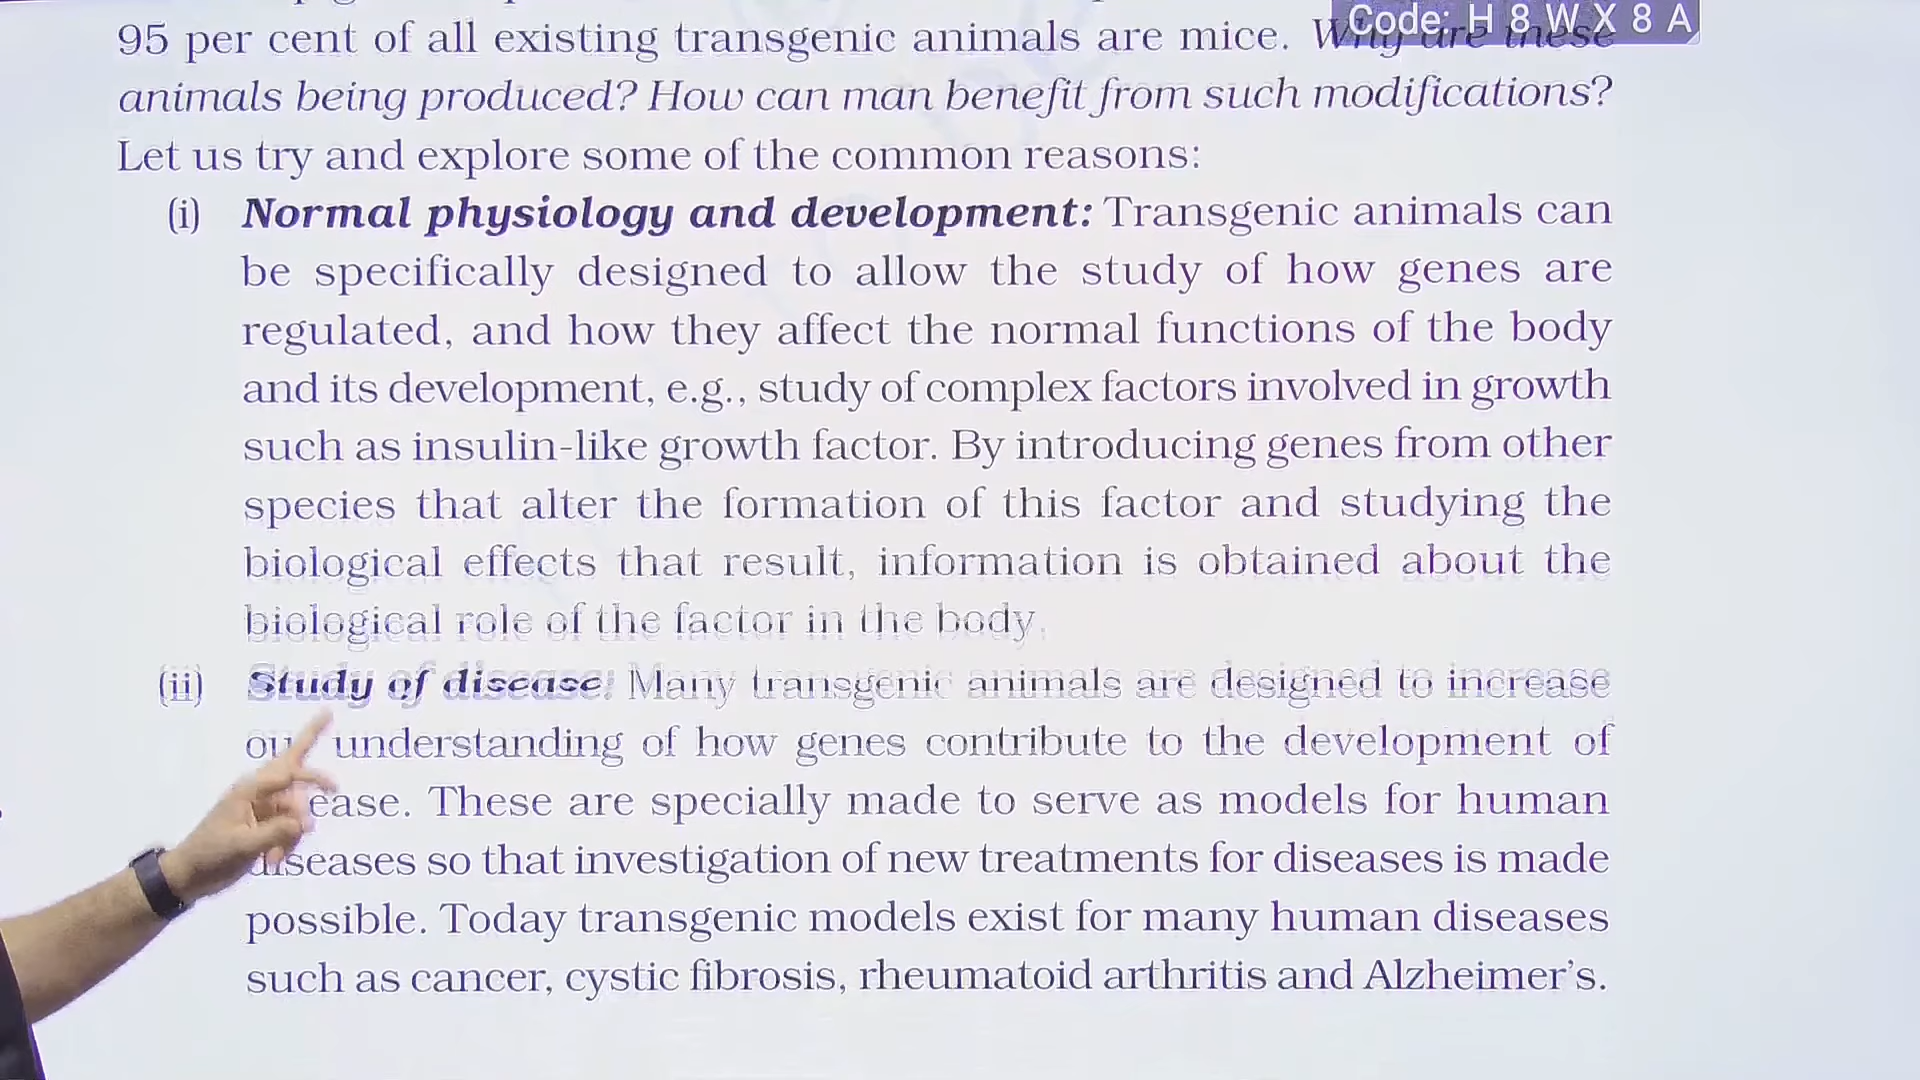 95 per cent of all existing transgenic animals are mice. Why are these
Code: H 8 W X 8 A
animals being produced? How can man benefit from such modifications?
Let us try and explore some of the common reasons:
(i) Normal physiology and development: Transgenic animals can
be specifically designed to allow the study of how genes are
regulated, and how they affect the normal functions of the body
and its development, e.g., study of complex factors involved in growth
such as insulin-like growth factor. By introducing genes from other
species that alter the formation of this factor and studying the
biological effects that result, information is obtained about the
biological role of the factor in the body.
(ii) Study of disease: Many transgenic animals are designed to increase
understanding of how genes contribute to the development of
ease. These are specially made to serve as models for human
diseases so that investigation of new treatments for diseases is made
possible. Today transgenic models exist for many human diseases
such as cancer, cystic fibrosis, rheumatoid arthritis and Alzheimer's.